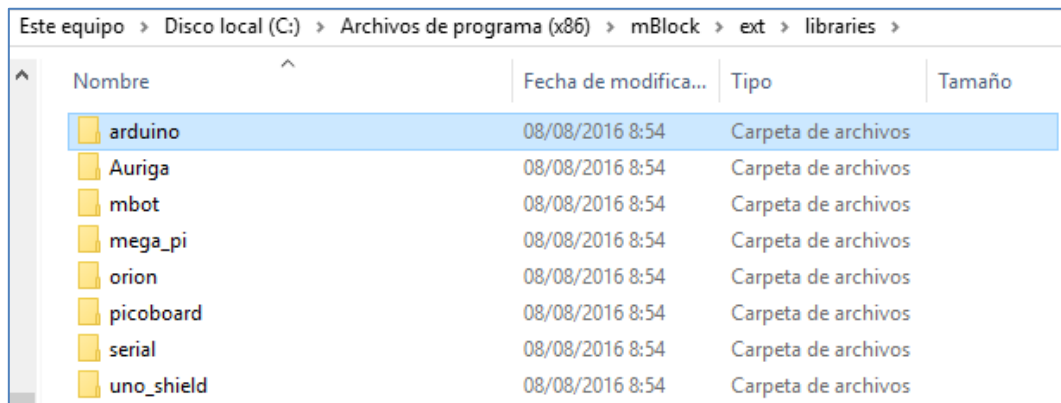 Este equipo > Disco local (C:) > Archivos de programa (x86) > mBlock > ext > libraries >
Nombre Fecha de modifica... Tipo Tamaño
arduino 08/08/2016 8:54 Carpeta de archivos
Auriga 08/08/2016 8:54 Carpeta de archivos
mbot 08/08/2016 8:54 Carpeta de archivos
mega_pi 08/08/2016 8:54 Carpeta de archivos
orion 08/08/2016 8:54 Carpeta de archivos
picoboard 08/08/2016 8:54 Carpeta de archivos
serial 08/08/2016 8:54 Carpeta de archivos
uno_shield 08/08/2016 8:54 Carpeta de archivos